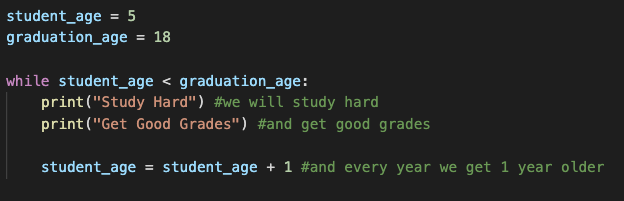 student_age = 5
graduation_age = 18
while student_age < graduation_age:
print("Study Hard") #we will study hard
print("Get Good Grades") #and get good grades
student_age = student_age + 1 #and every year we get 1 year older